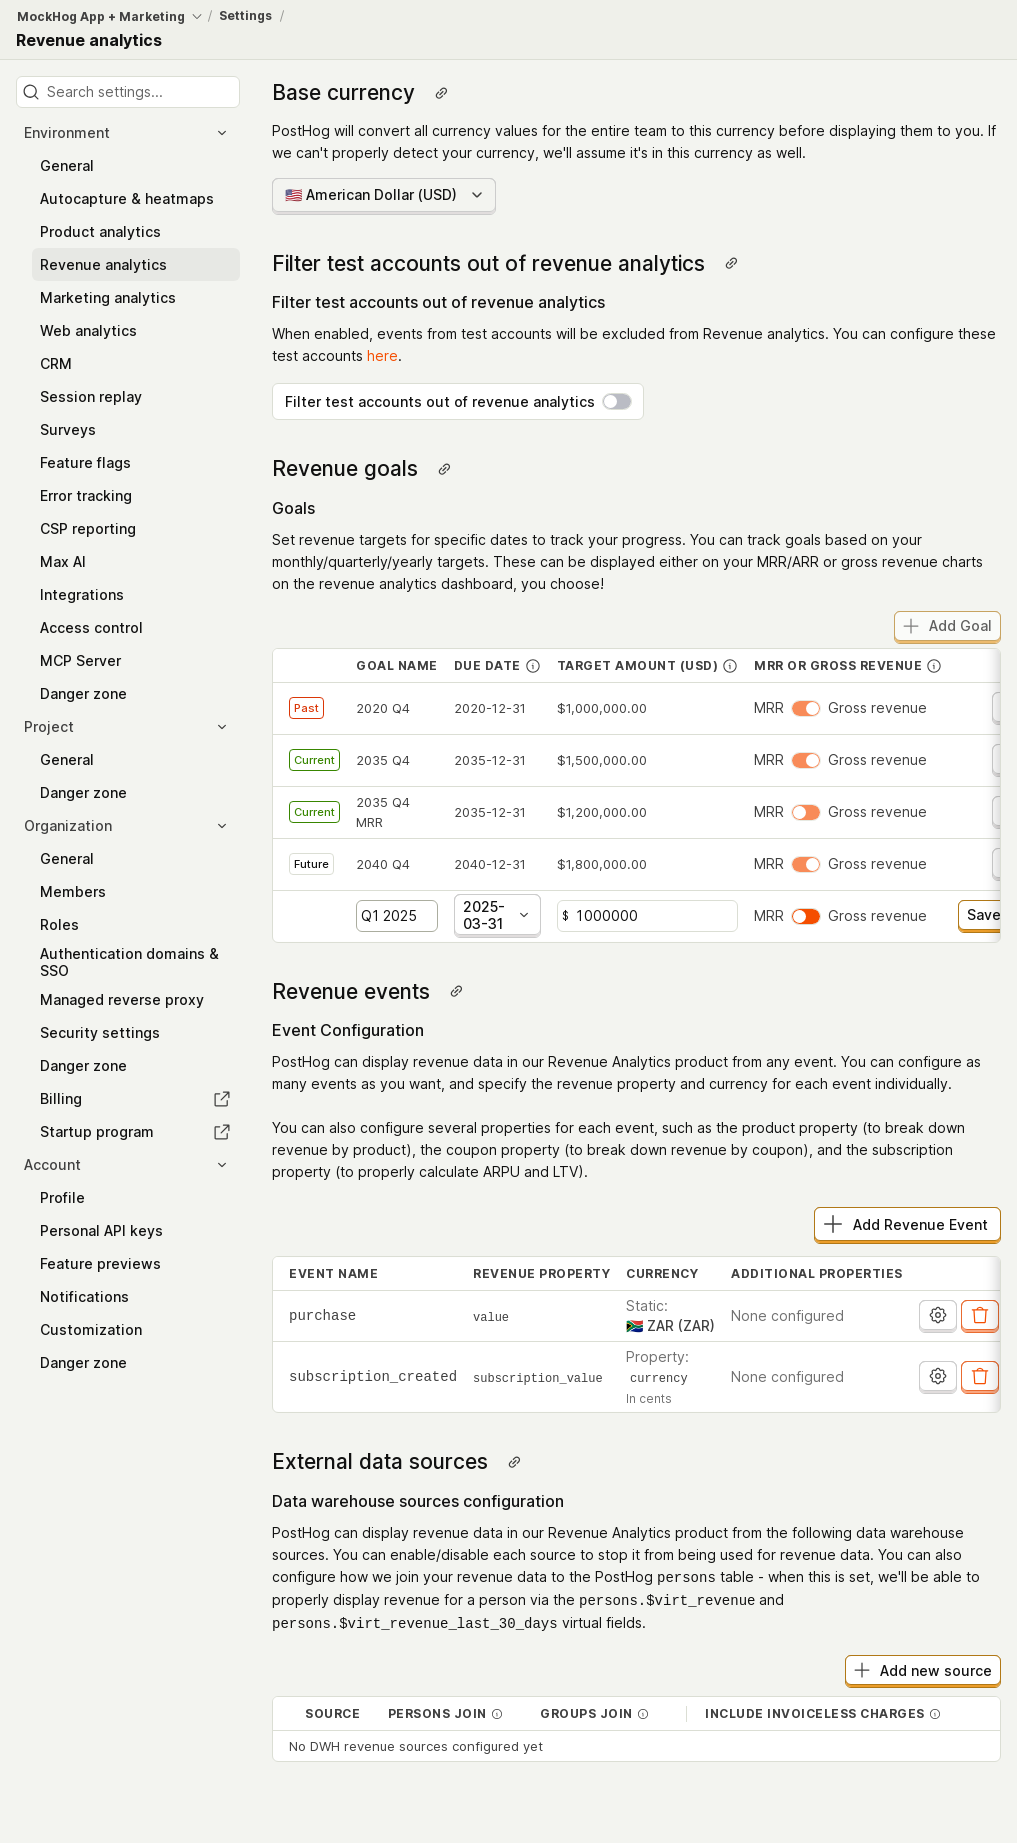 MockHog App + Marketing / Settings /
Revenue analytics
Search settings...
Environment
General
Autocapture & heatmaps
Product analytics
Revenue analytics
Marketing analytics
Web analytics
CRM
Session replay
Surveys
Feature flags
Error tracking
CSP reporting
Max AI
Integrations
Access control
MCP Server
Danger zone
Project
General
Danger zone
Organization
General
Members
Roles
Authentication domains &
SSO
Managed reverse proxy
Security settings
Danger zone
Billing
Startup program
Account
Profile
Personal API keys
Feature previews
Notifications
Customization
Danger zone
Base currency
PostHog will convert all currency values for the entire team to this currency before displaying them to you. If
we can't properly detect your currency, we'll assume it's in this currency as well.
🇺🇸 American Dollar (USD)
Filter test accounts out of revenue analytics
Filter test accounts out of revenue analytics
When enabled, events from test accounts will be excluded from Revenue analytics. You can configure these
test accounts here.
Filter test accounts out of revenue analytics
Revenue goals
Goals
Set revenue targets for specific dates to track your progress. You can track goals based on your
monthly/quarterly/yearly targets. These can be displayed either on your MRR/ARR or gross revenue charts
on the revenue analytics dashboard, you choose!
Add Goal
GOAL NAME DUE DATE TARGET AMOUNT (USD) MRR OR GROSS REVENUE
Past 2020 Q4 2020-12-31 $1,000,000.00 MRR Gross revenue
Current 2035 Q4 2035-12-31 $1,500,000.00 MRR Gross revenue
Current 2035 Q4 MRR 2035-12-31 $1,200,000.00 MRR Gross revenue
Future 2040 Q4 2040-12-31 $1,800,000.00 MRR Gross revenue
Q1 2025 2025-03-31 $ 1000000 MRR Gross revenue Save
Revenue events
Event Configuration
PostHog can display revenue data in our Revenue Analytics product from any event. You can configure as
many events as you want, and specify the revenue property and currency for each event individually.
You can also configure several properties for each event, such as the product property (to break down
revenue by product), the coupon property (to break down revenue by coupon), and the subscription
property (to properly calculate ARPU and LTV).
Add Revenue Event
EVENT NAME REVENUE PROPERTY CURRENCY ADDITIONAL PROPERTIES
purchase value Static: 🇿🇦 ZAR (ZAR) None configured
subscription_created subscription_value Property: currency In cents None configured
External data sources
Data warehouse sources configuration
PostHog can display revenue data in our Revenue Analytics product from the following data warehouse
sources. You can enable/disable each source to stop it from being used for revenue data. You can also
configure how we join your revenue data to the PostHog persons table - when this is set, we'll be able to
properly display revenue for a person via the persons.$virt_revenue and
persons.$virt_revenue_last_30_days virtual fields.
Add new source
SOURCE PERSONS JOIN GROUPS JOIN INCLUDE INVOICELESS CHARGES
No DWH revenue sources configured yet